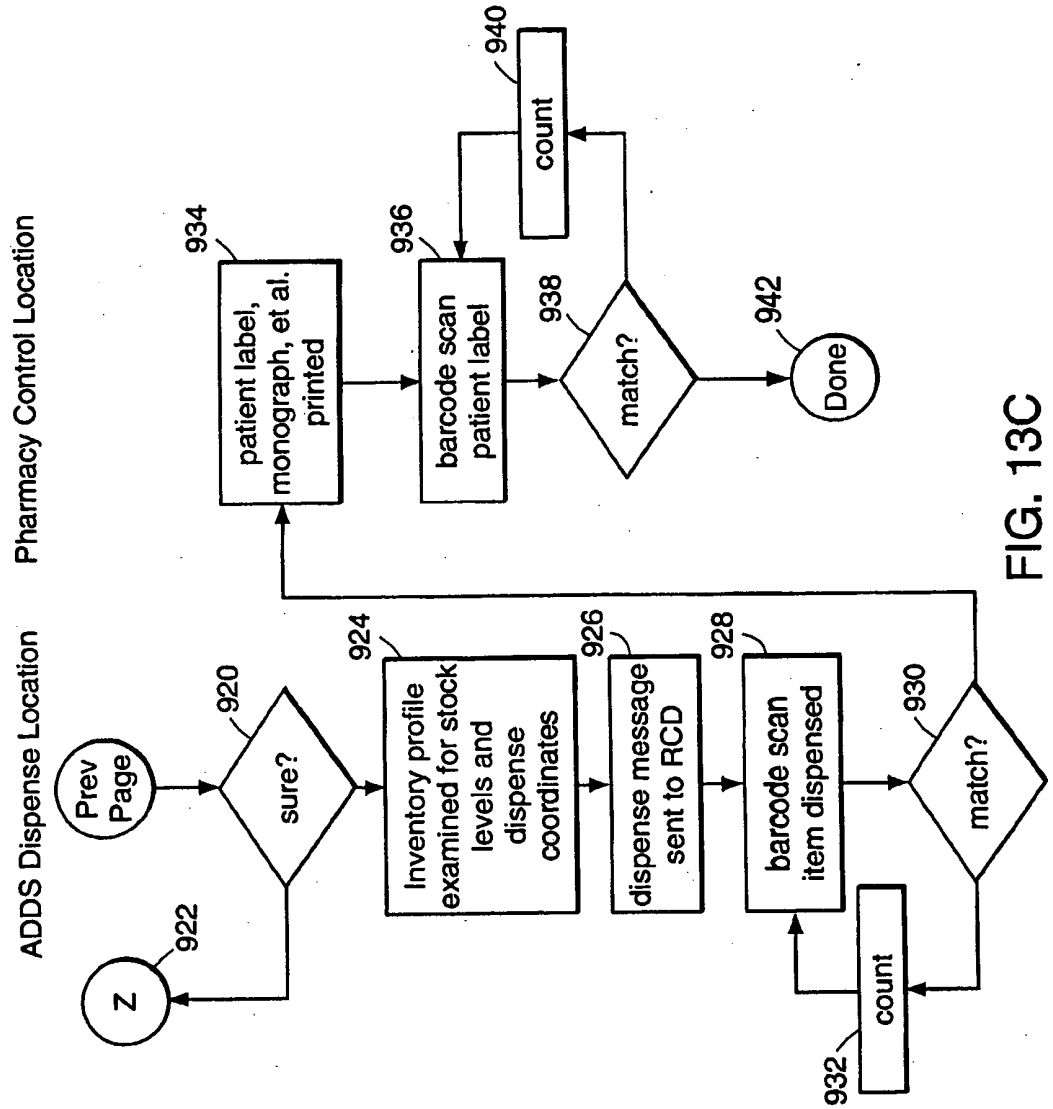 ADDS Dispense Location
Pharmacy Control Location
Prev
Page
920
sure?
Z
922
924
Inventory profile
examined for stock
levels and
dispense
coordinates
926
dispense message
sent to RCD
928
barcode scan
item dispensed
930
match?
932
count
934
patient label,
monograph, et al.
printed
936
barcode scan
patient label
938
match?
940
count
942
Done
FIG. 13C